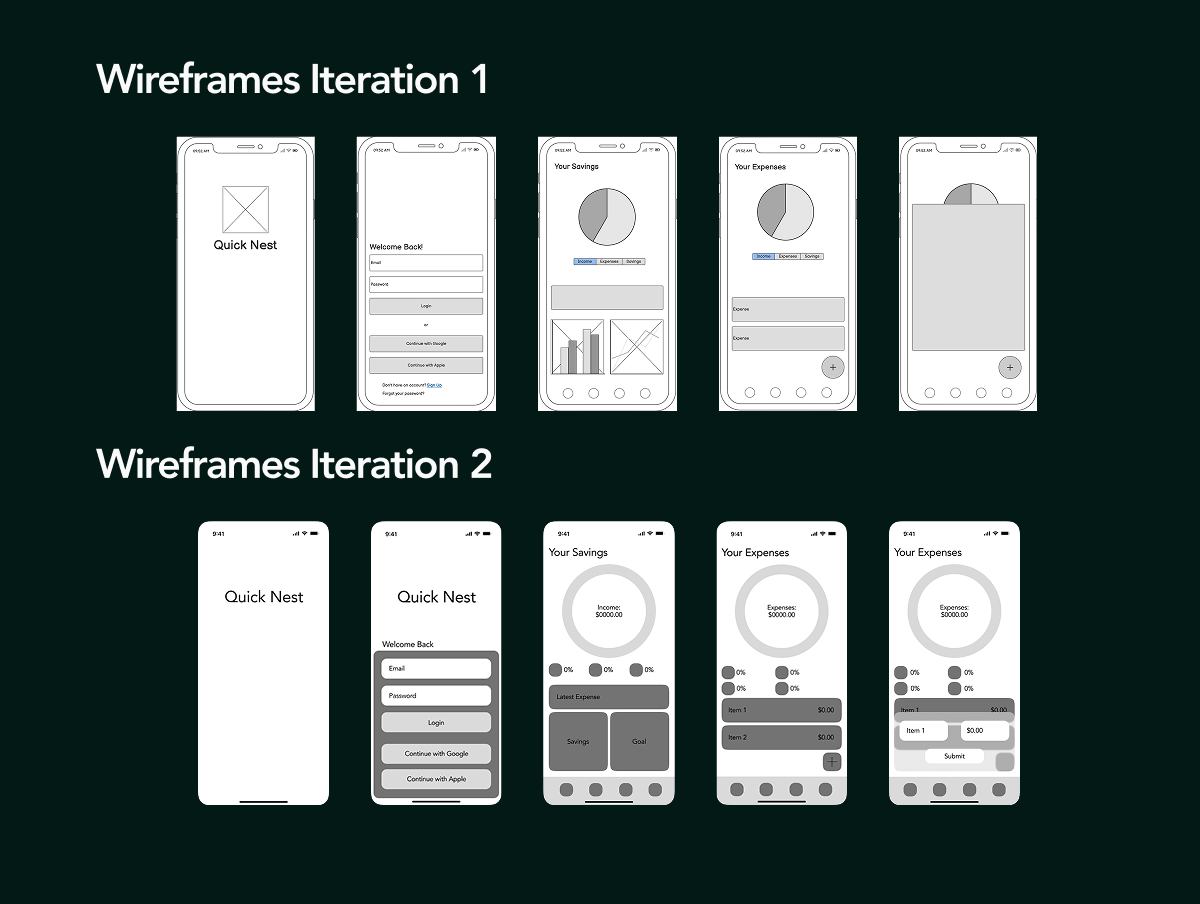 Wireframes Iteration 1
09:52 AM
Quick Nest
09:52 AM
Welcome Back!
Email
Password
Login
or
Continue with Google
Continue with Apple
Don't have an account? Sign Up
Forgot your password?
09:52 AM
Your Savings
Income Expenses Savings
09:52 AM
Your Expenses
Income Expenses Savings
Expense
Expense
+
09:52 AM
+
Wireframes Iteration 2
9:41
Quick Nest
9:41
Quick Nest
Welcome Back
Email
Password
Login
Continue with Google
Continue with Apple
9:41
Your Savings
Income:
$0000.00
0% 0% 0%
Latest Expense
Savings Goal
9:41
Your Expenses
Expenses:
$0000.00
0% 0%
0% 0%
Item 1 $0.00
Item 2 $0.00
+
9:41
Your Expenses
Expenses:
$0000.00
0% 0%
0% 0%
Item 1 $0.00
Item 1 $0.00
Submit